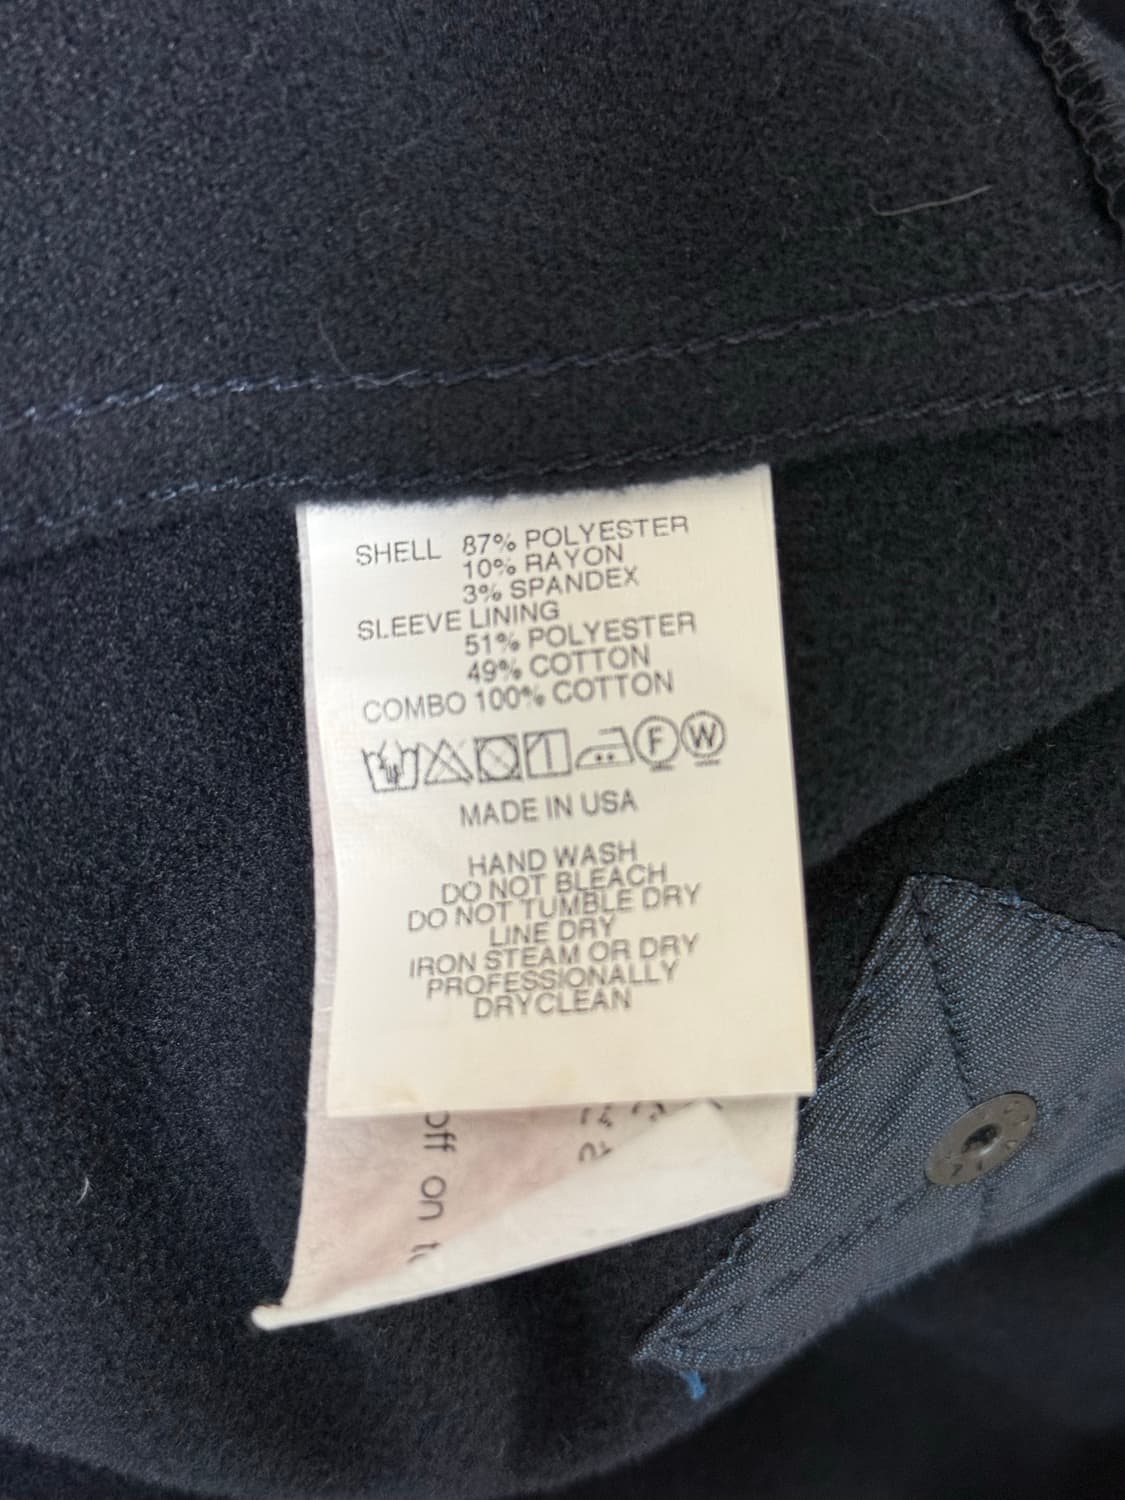 SHELL 87% POLYESTER
10% RAYON
3% SPANDEX
SLEEVE LINING
51% POLYESTER
49% COTTON
COMBO 100% COTTON
F W
MADE IN USA
HAND WASH
DO NOT BLEACH
DO NOT TUMBLE DRY
LINE DRY
IRON STEAM OR DRY
PROFESSIONALLY
DRYCLEAN
off on